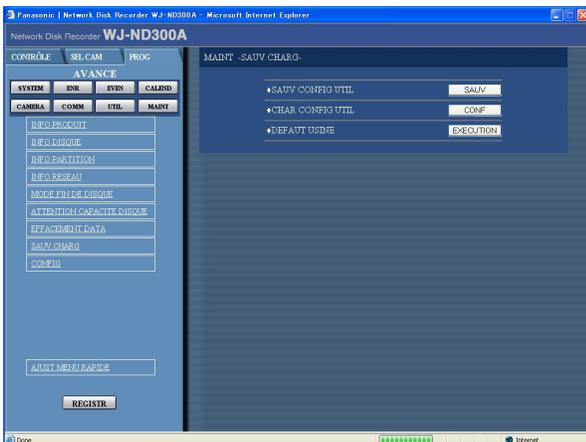 Panasonic | Network Disk Recorder WJ-ND300A - Microsoft Internet Explorer
Network Disk Recorder WJ-ND300A
CONTRÔLE SEL CAM PROG
AVANCE
SYSTEM ENR EVEN CALEND
CAMERA COMM UTIL MAINT
INFO PRODUIT
INFO DISQUE
INFO PARTITION
INFO RESEAU
MODE FIN DE DISQUE
ATTENTION CAPACITE DISQUE
EFFACEMENT DATA
SAUV.CHARG
CONFIG
AJUST MENU RAPIDE
REGISTR
MAINT -SAUV.CHARG-
♦SAUV CONFIG UTIL SAUV
♦CHAR CONFIG UTIL CONF
♦DEFAUT USINE EXECUTION
Done Internet